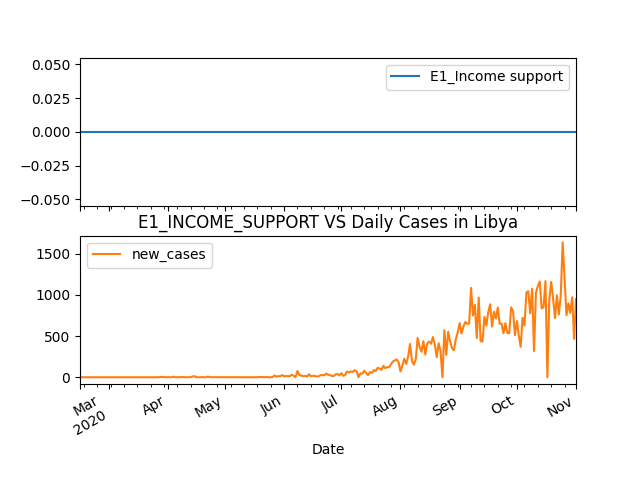 0.050
0.025
0.000
−0.025
−0.050
E1_Income support
E1_INCOME_SUPPORT VS Daily Cases in Libya
1500
1000
500
0
new_cases
Mar
2020
Apr
May
Jun
Jul
Aug
Sep
Oct
Nov
Date